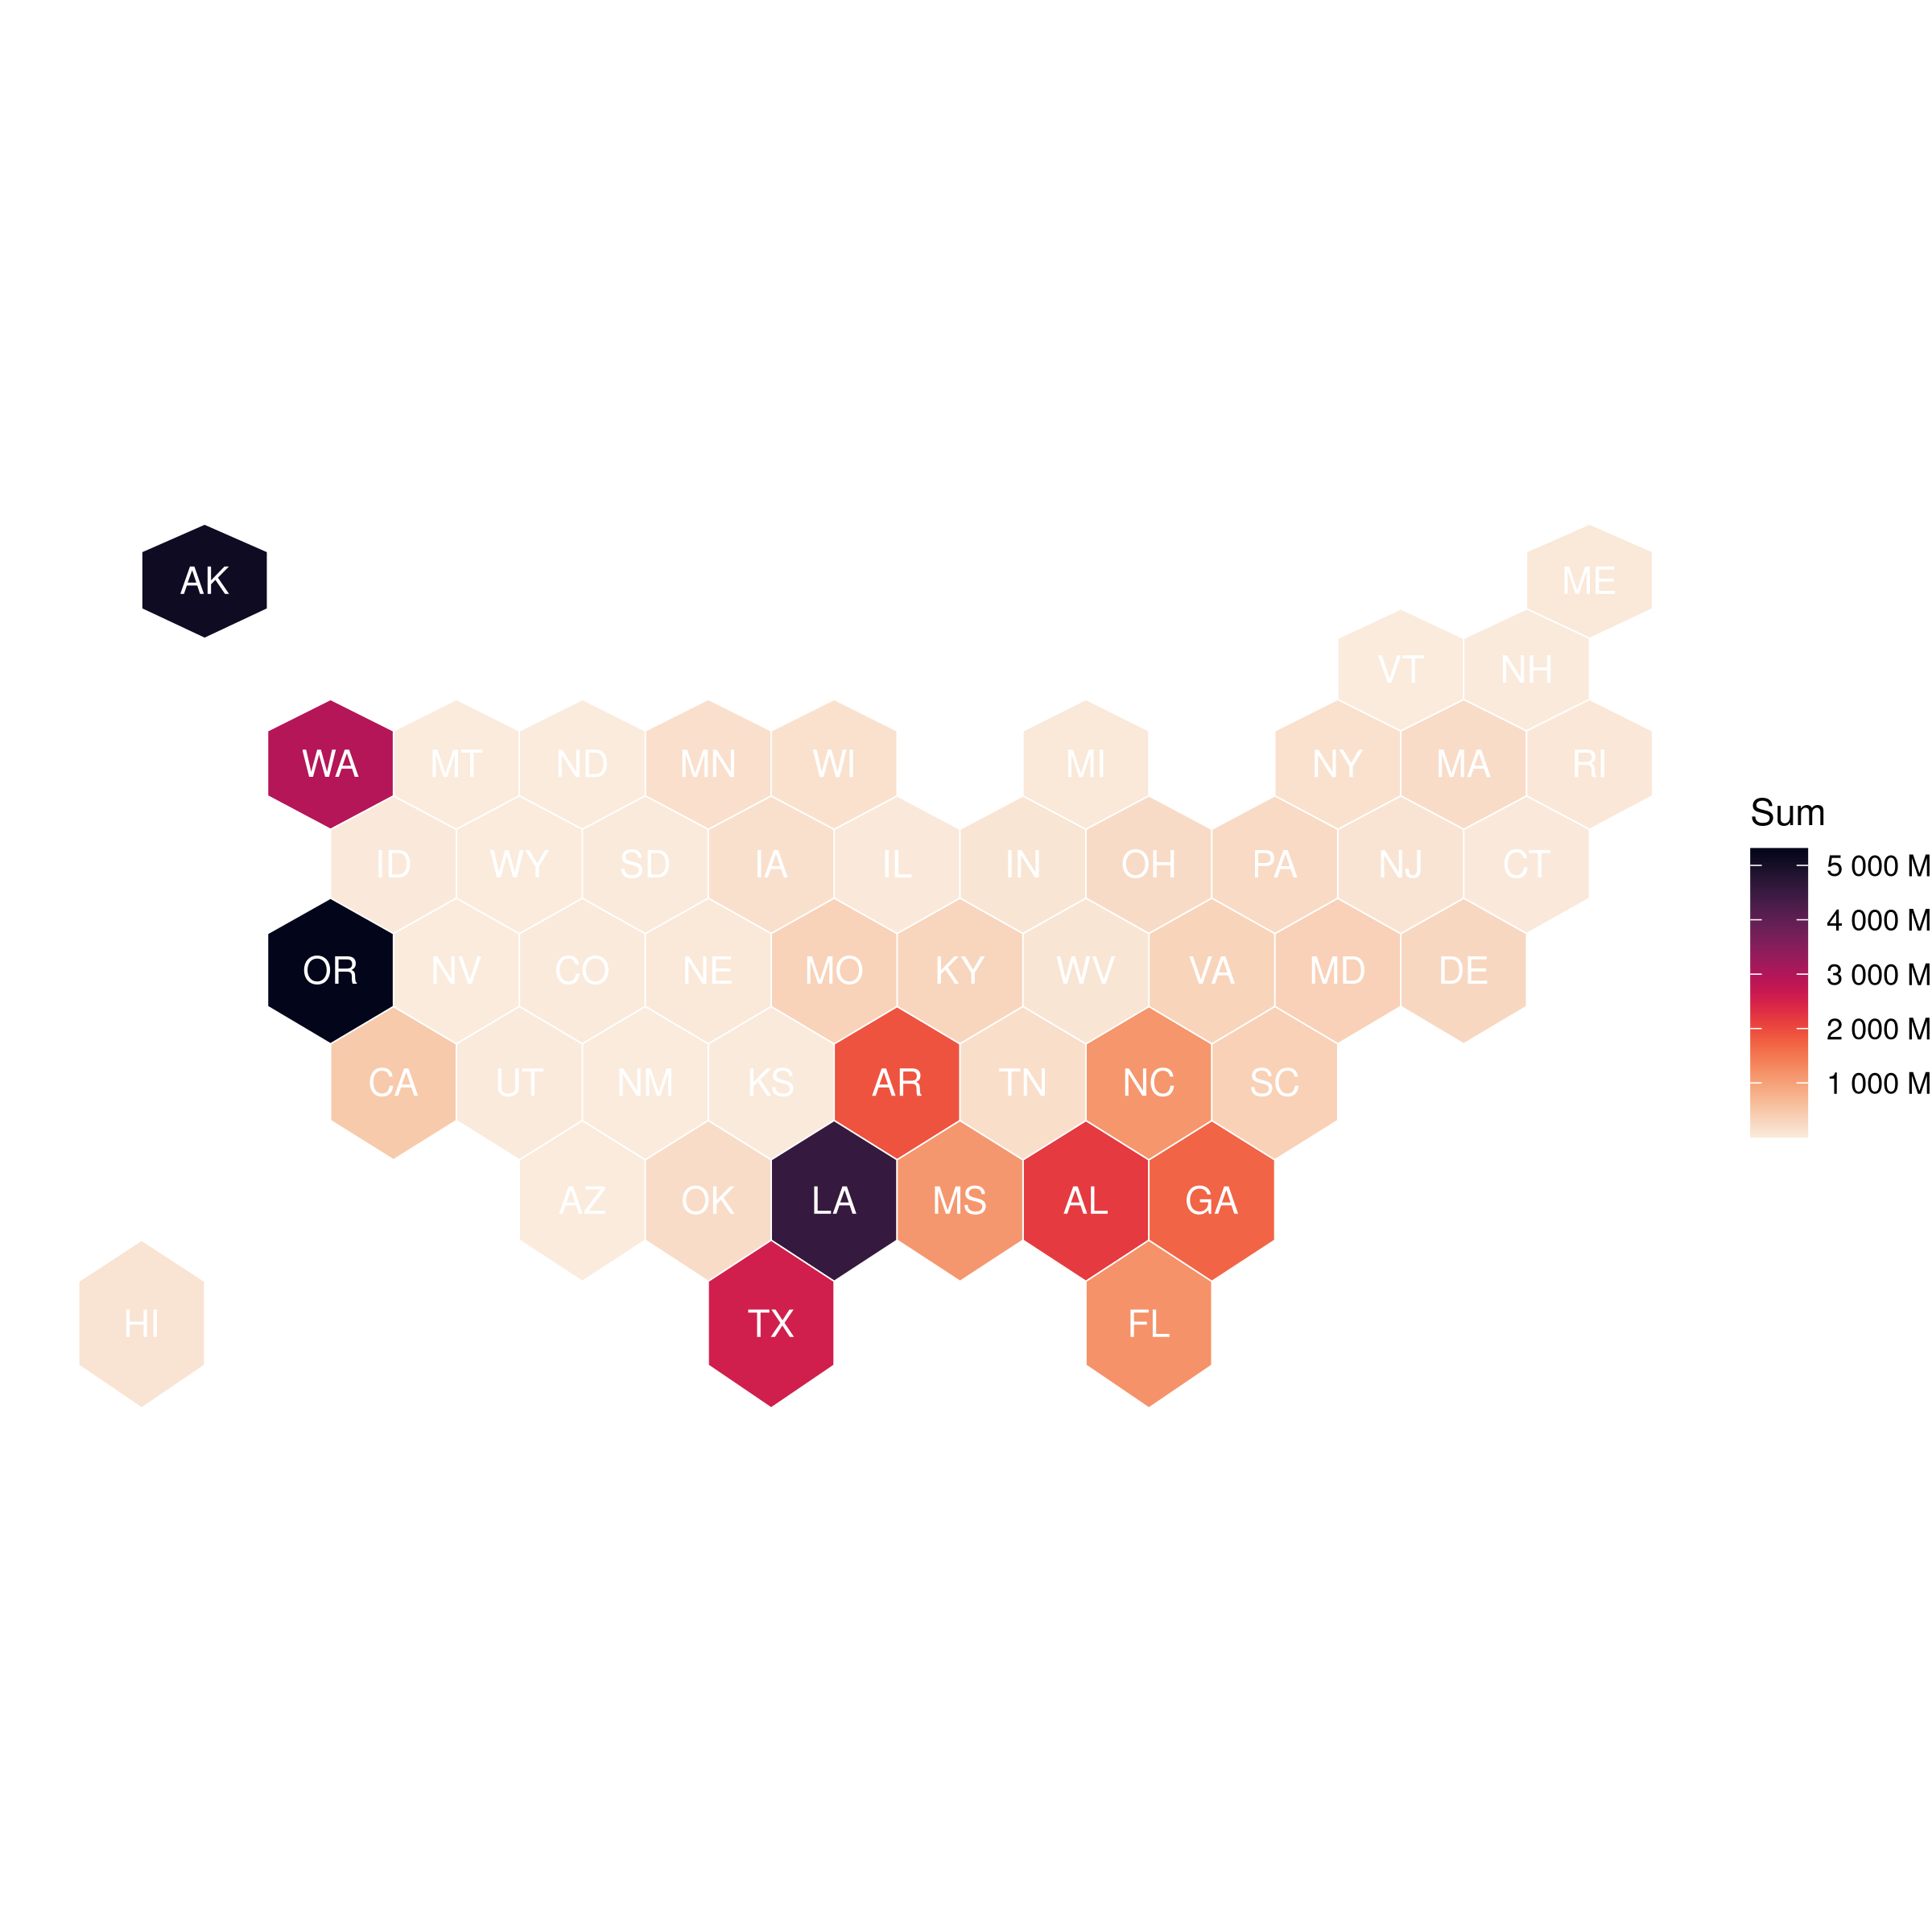 AK
ME
VT NH
WA MT ND MN WI MI NY MA RI
ID WY SD IA IL IN OH PA NJ CT
OR NV CO NE MO KY WV VA MD DE
CA UT NM KS AR TN NC SC
AZ OK LA MS AL GA
HI TX FL
Sum
5 000 M
4 000 M
3 000 M
2 000 M
1 000 M